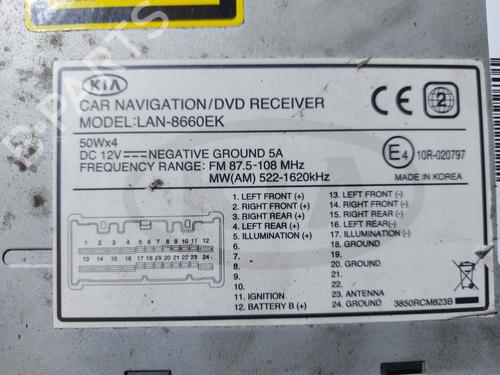 B-PARTS
KIA
CAR NAVIGATION/DVD RECEIVER
MODEL:LAN-8660EK
50Wx4
DC 12V NEGATIVE GROUND 5A
FREQUENCY RANGE: FM 87.5-108 MHz
MW(AM) 522-1620kHz
CE
2
E4 10R-020797
MADE IN KOREA
1 2 3 4 5 6 7 8 9 10 11 12
13 14 15 16 17 18 19 20 21 22 23 24
1. LEFT FRONT (+)
2. RIGHT FRONT (+)
3. RIGHT REAR (+)
4. LEFT REAR (+)
5. ILLUMINATION (+)
6.
7.
8.
9.
10.
11. IGNITION
12. BATTERY B (+)
13. LEFT FRONT (-)
14. RIGHT FRONT (-)
15. RIGHT REAR (-)
16. LEFT REAR(-)
17. ILLUMINATION (-)
18. GROUND
19.
20. GROUND
21.
22.
23. ANTENNA
24. GROUND
3850RCM823B